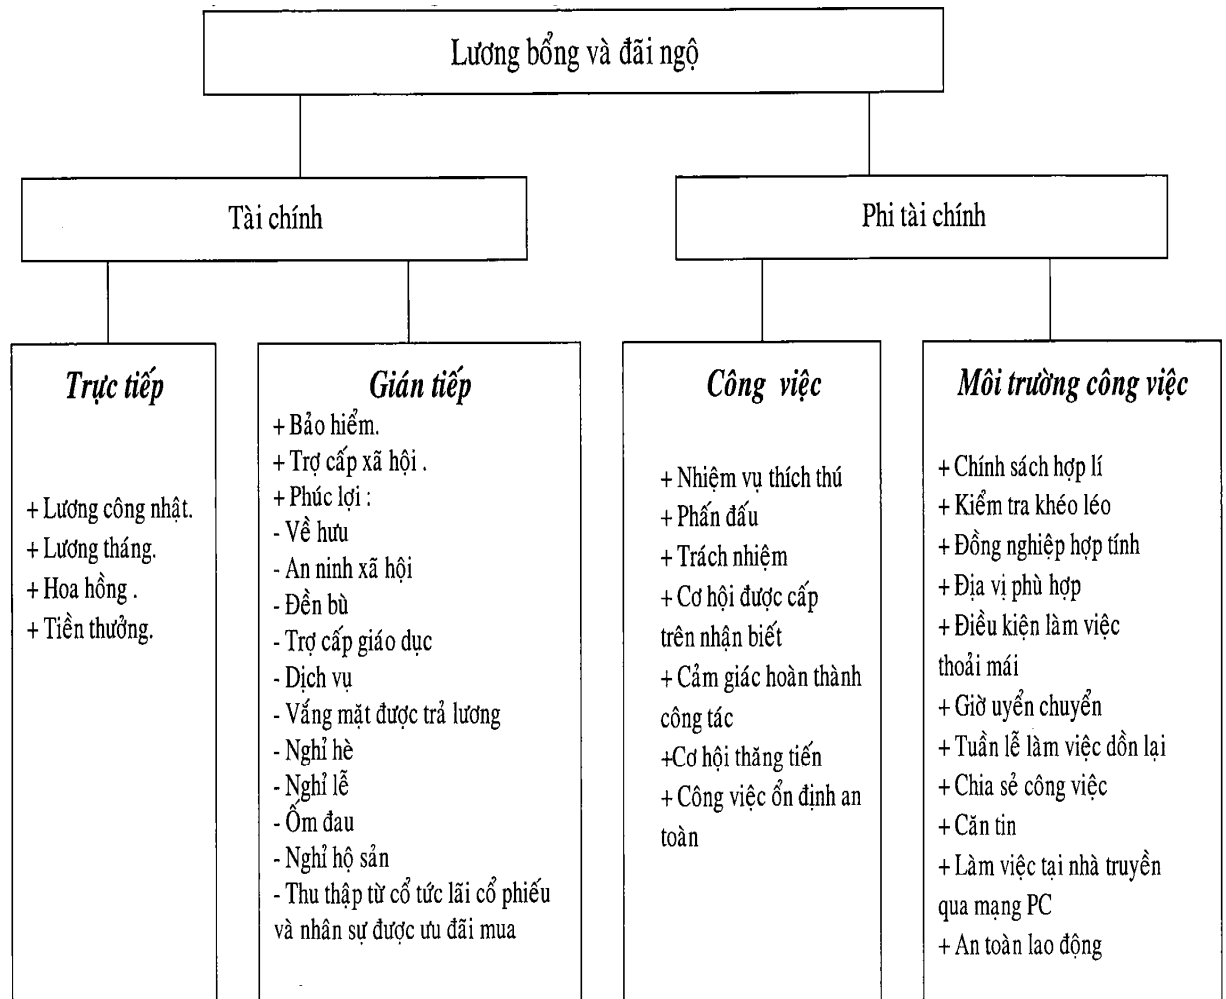 Lương bổng và đãi ngộ
Tài chính
Phi tài chính
Trực tiếp
+ Lương công nhật.
+ Lương tháng.
+ Hoa hồng .
+ Tiền thưởng.
Gián tiếp
+ Bảo hiểm.
+ Trợ cấp xã hội .
+ Phúc lợi :
- Về hưu
- An ninh xã hội
- Đền bù
- Trợ cấp giáo dục
- Dịch vụ
- Vắng mặt được trả lương
- Nghỉ hè
- Nghỉ lễ
- Ốm đau
- Nghỉ hộ sản
- Thu thập từ cổ tức lãi cổ phiếu
và nhân sự được ưu đãi mua
Công việc
+ Nhiệm vụ thích thú
+ Phấn đấu
+ Trách nhiệm
+ Cơ hội được cấp
trên nhận biết
+ Cảm giác hoàn thành
công tác
+Cơ hội thăng tiến
+ Công việc ổn định an
toàn
Môi trường công việc
+ Chính sách hợp lí
+ Kiểm tra khéo léo
+ Đồng nghiệp hợp tính
+ Địa vị phù hợp
+ Điều kiện làm việc
thoải mái
+ Giờ uyển chuyển
+ Tuần lễ làm việc dồn lại
+ Chia sẻ công việc
+ Căn tin
+ Làm việc tại nhà truyền
qua mạng PC
+ An toàn lao động